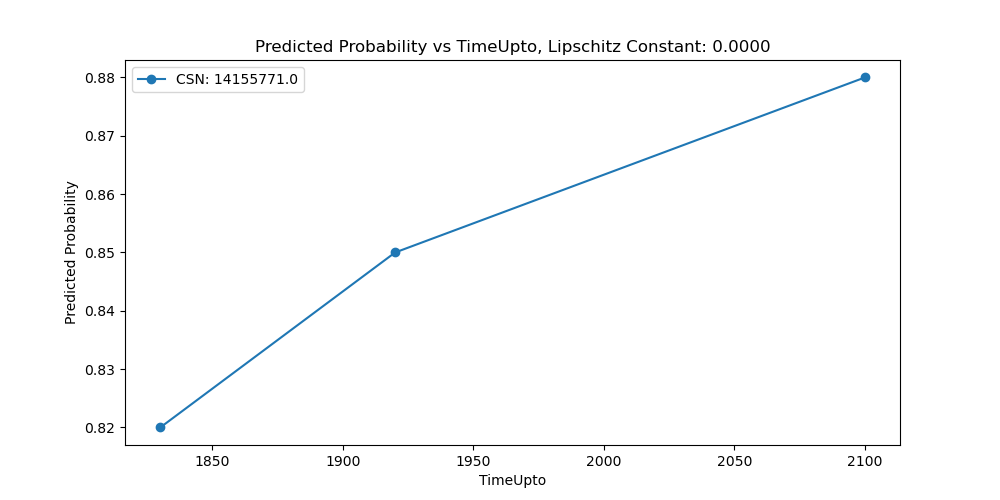 Predicted Probability vs TimeUpto, Lipschitz Constant: 0.0000
CSN: 14155771.0
Predicted Probability
0.88
0.87
0.86
0.85
0.84
0.83
0.82
1850 1900 1950 2000 2050 2100
TimeUpto